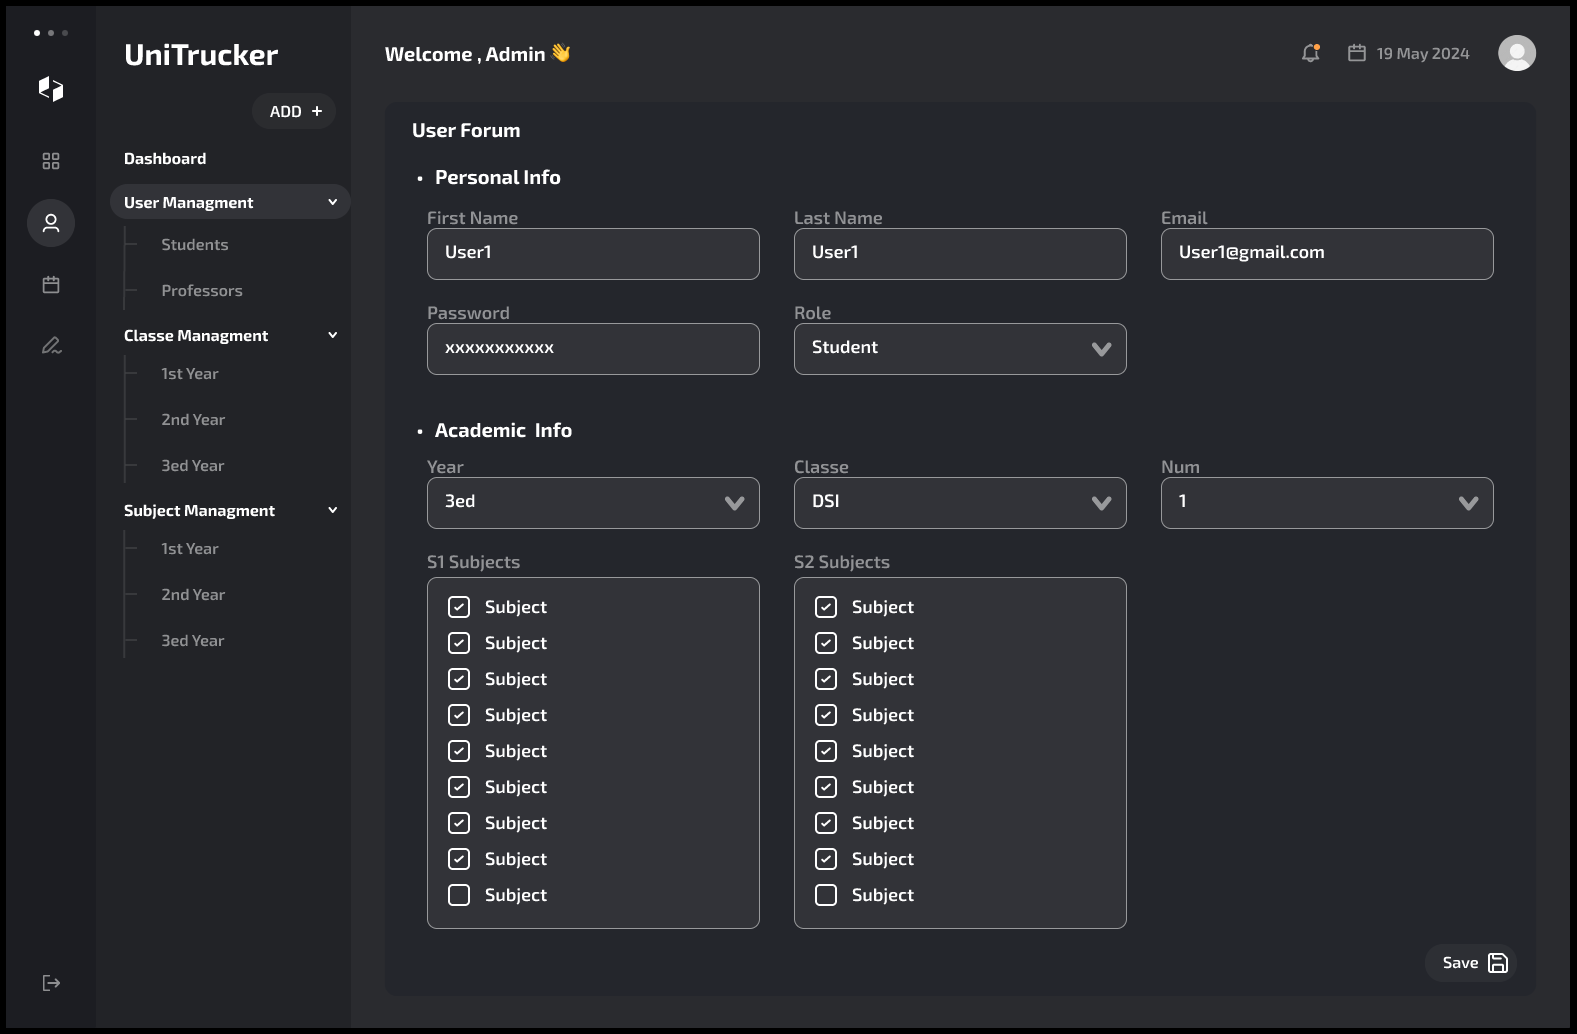 UniTrucker
ADD +
Dashboard
User Managment
Students
Professors
Classe Managment
1st Year
2nd Year
3ed Year
Subject Managment
1st Year
2nd Year
3ed Year
Welcome , Admin 👋
19 May 2024
User Forum
• Personal Info
First Name
User1
Last Name
User1
Email
User1@gmail.com
Password
xxxxxxxxxxx
Role
Student
• Academic Info
Year
3ed
Classe
DSI
Num
1
S1 Subjects
Subject
Subject
Subject
Subject
Subject
Subject
Subject
Subject
Subject
S2 Subjects
Subject
Subject
Subject
Subject
Subject
Subject
Subject
Subject
Subject
Save